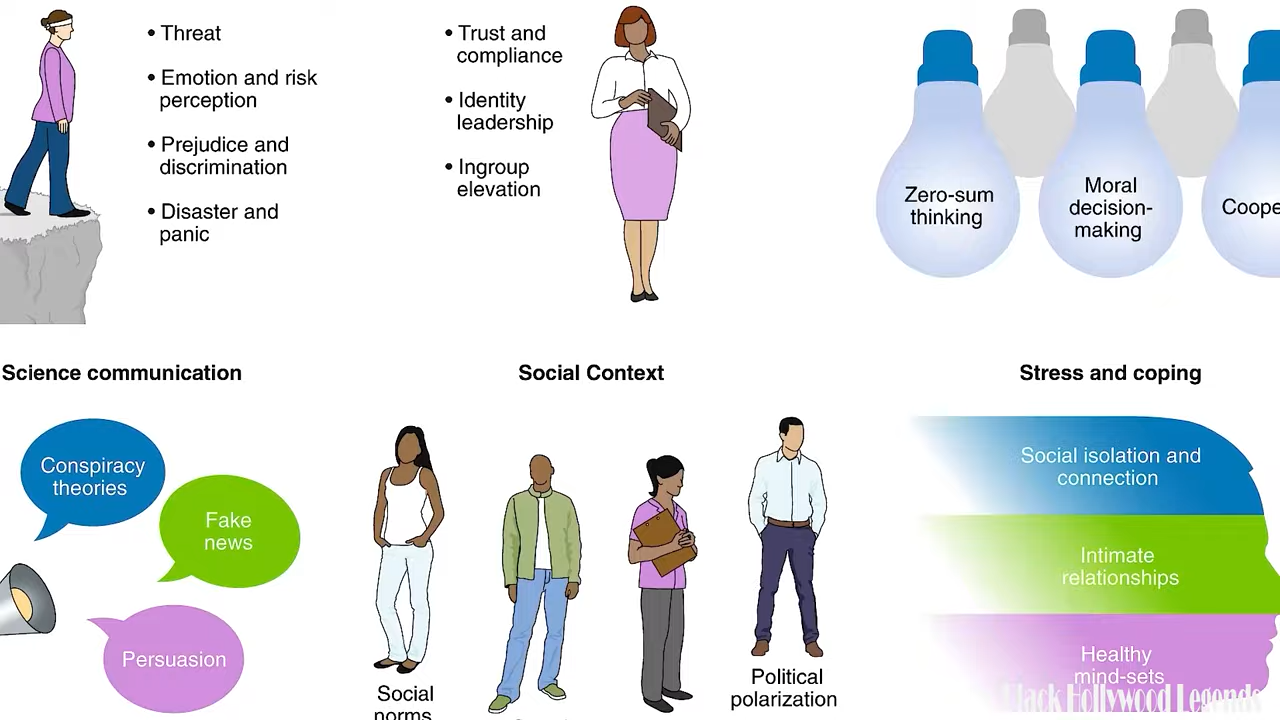 • Threat
• Emotion and risk
perception
• Prejudice and
discrimination
• Disaster and
panic
• Trust and
compliance
• Identity
leadership
• Ingroup
elevation
Zero-sum
thinking
Moral
decision-
making
Science communication
Conspiracy
theories
Fake
news
Persuasion
Social Context
Social
norms
Political
polarization
Stress and coping
Social isolation and
connection
Intimate
relationships
Healthy
mind-sets
Black Hollywood Legends